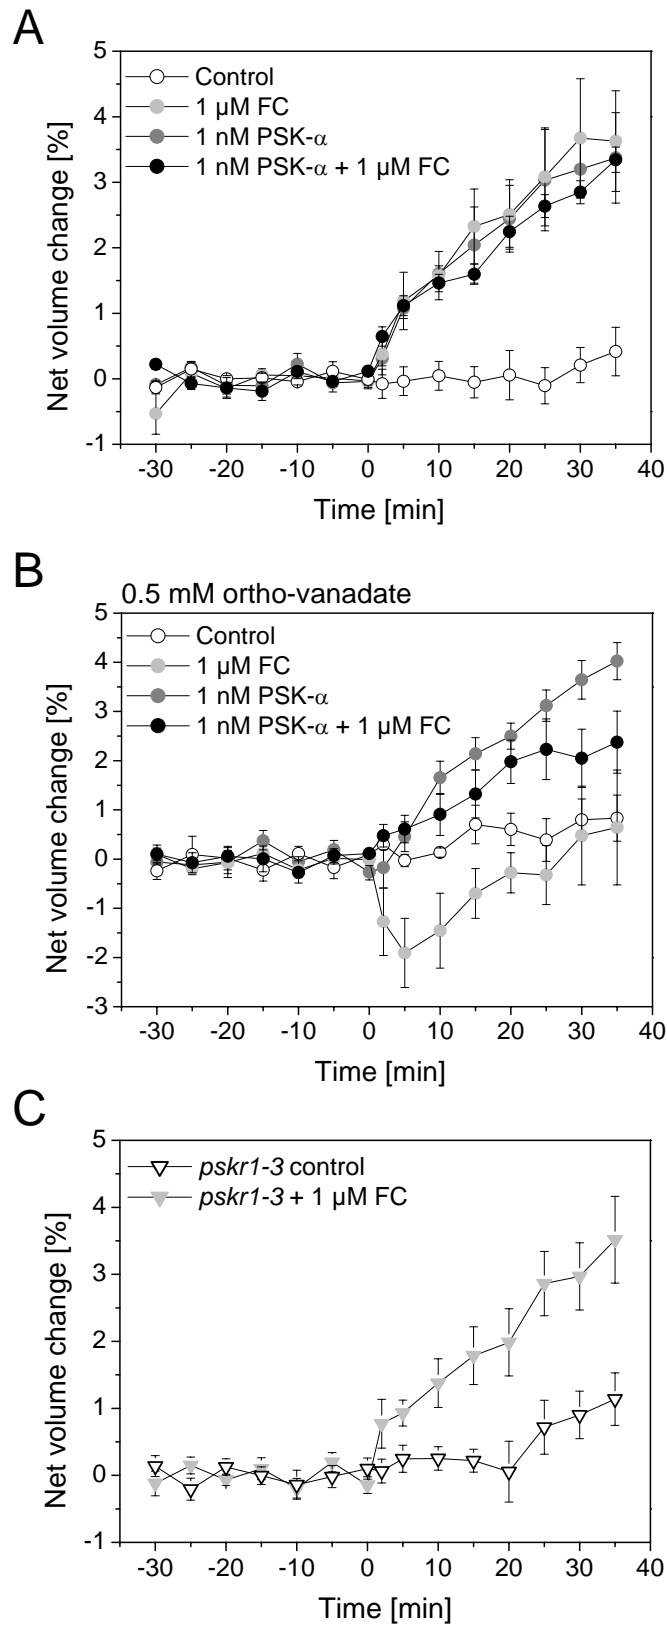 A
5
4
3
2
1
0
-1
Net volume change [%]
Control
1 µM FC
1 nM PSK-α
1 nM PSK-α + 1 µM FC
-30 -20 -10 0 10 20 30 40
Time [min]
B
0.5 mM ortho-vanadate
5
4
3
2
1
0
-1
-2
-3
Net volume change [%]
Control
1 µM FC
1 nM PSK-α
1 nM PSK-α + 1 µM FC
-30 -20 -10 0 10 20 30 40
Time [min]
C
5
4
3
2
1
0
-1
Net volume change [%]
pskr1-3 control
pskr1-3 + 1 µM FC
-30 -20 -10 0 10 20 30 40
Time [min]